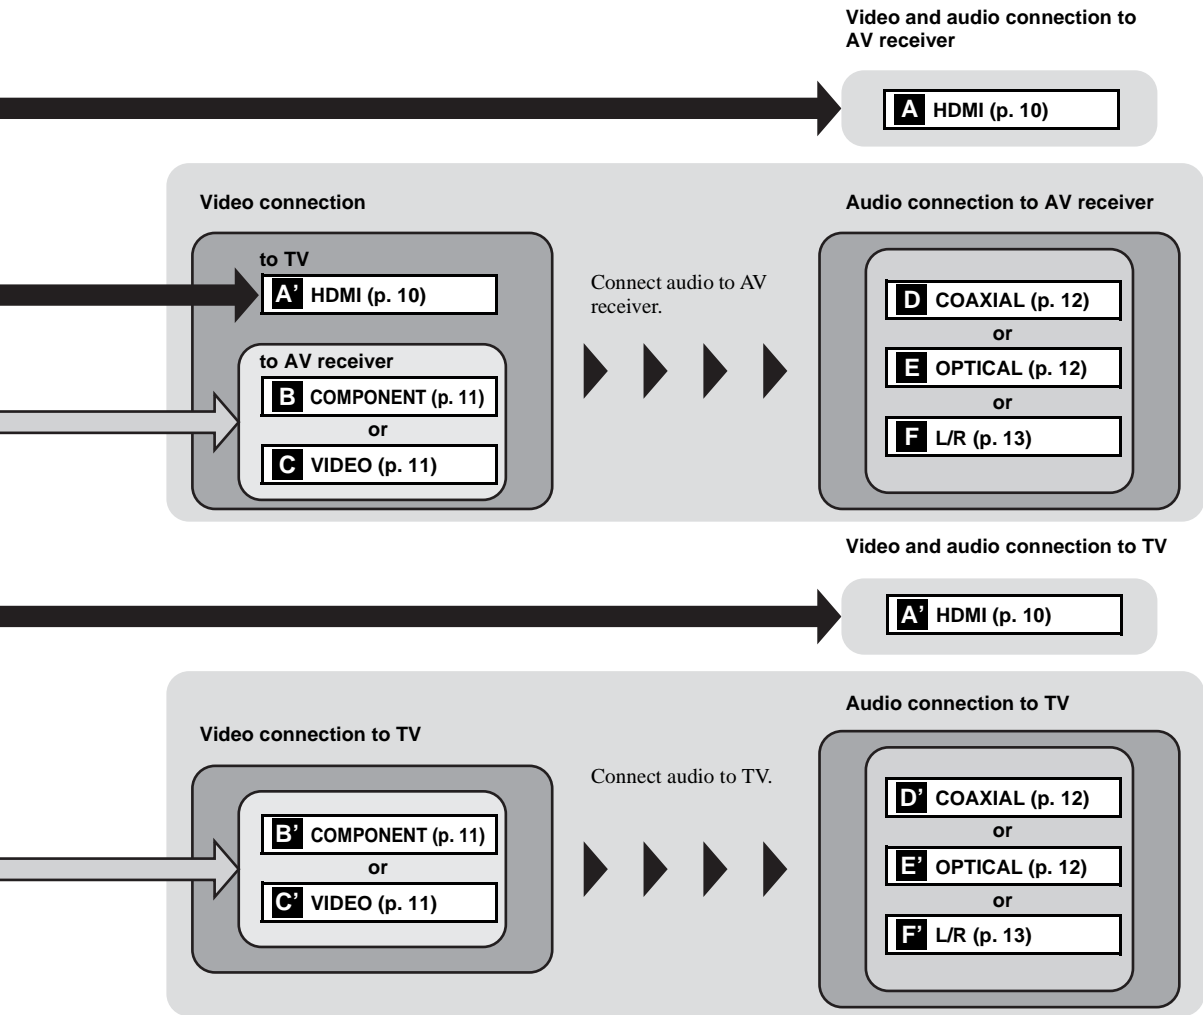 Video and audio connection to
AV receiver
A HDMI (p. 10)
Video connection
to TV
A’ HDMI (p. 10)
to AV receiver
B COMPONENT (p. 11)
or
C VIDEO (p. 11)
Connect audio to AV
receiver.
Audio connection to AV receiver
D COAXIAL (p. 12)
or
E OPTICAL (p. 12)
or
F L/R (p. 13)
Video and audio connection to TV
A’ HDMI (p. 10)
Video connection to TV
B’ COMPONENT (p. 11)
or
C’ VIDEO (p. 11)
Connect audio to TV.
Audio connection to TV
D’ COAXIAL (p. 12)
or
E’ OPTICAL (p. 12)
or
F’ L/R (p. 13)